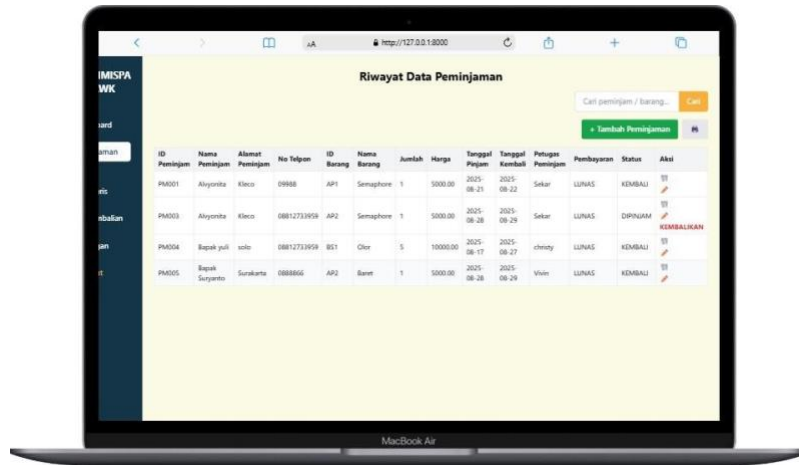 AA
http://127.0.0.1:8000
IMISPA
WK
Riwayat Data Peminjaman
Cari peminjam / barang...
Cari
+ Tambah Peminjaman
ID Peminjam Nama Peminjam Alamat Peminjam No Telpon ID Barang Nama Barang Jumlah Harga Tanggal Pinjam Tanggal Kembali Petugas Peminjam Pembayaran Status Aksi
PM001 Alvyonita Kleco 09988 AP1 Semaphore 1 5000.00 2025-08-21 2025-08-22 Sekar LUNAS KEMBALI
PM003 Alvyonita Kleco 08812733959 AP2 Semaphore 1 5000.00 2025-08-28 2025-09-29 Sekar LUNAS DIPINJAM KEMBALIKAN
PM004 Bapak yuli solo 08812733959 BS1 5 10000.00 2025-08-17 2025-08-27 christy LUNAS KEMBALI
PM005 Bapak Suryanto Surakarta 0888866 AP2 Baret 1 5000.00 2025-08-28 2025-08-29 Vivin LUNAS KEMBALI
ard
aman
ris
nbalian
gan
MacBook Air